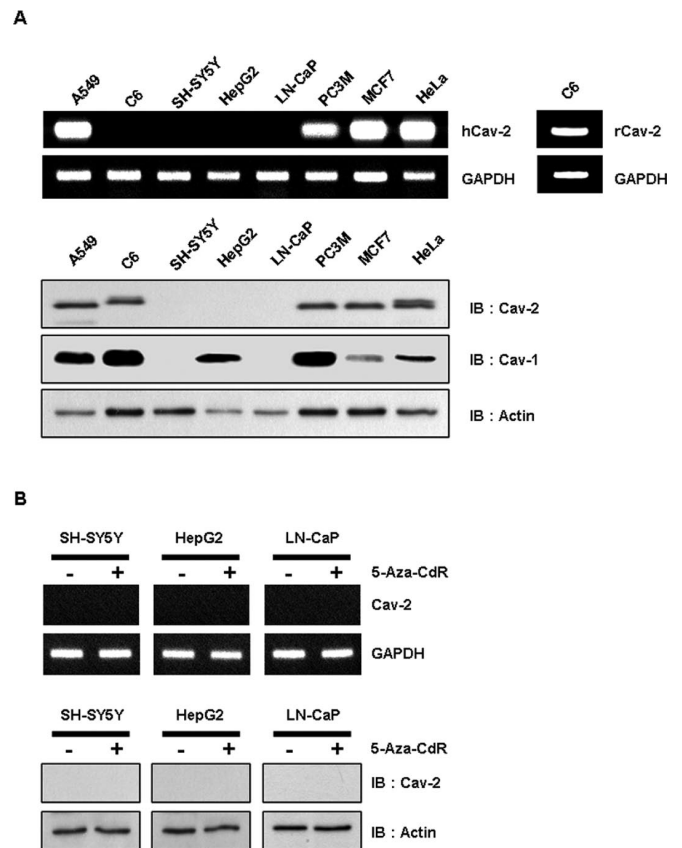 A
A549 C6 SH-SY5Y HepG2 LN-CaP PC3M MCF7 HeLa C6
hCav-2 rCav-2
GAPDH GAPDH
A549 C6 SH-SY5Y HepG2 LN-CaP PC3M MCF7 HeLa
IB : Cav-2
IB : Cav-1
IB : Actin
B
SH-SY5Y HepG2 LN-CaP
- + - + - + 5-Aza-CdR
Cav-2
GAPDH
SH-SY5Y HepG2 LN-CaP
- + - + - + 5-Aza-CdR
IB : Cav-2
IB : Actin